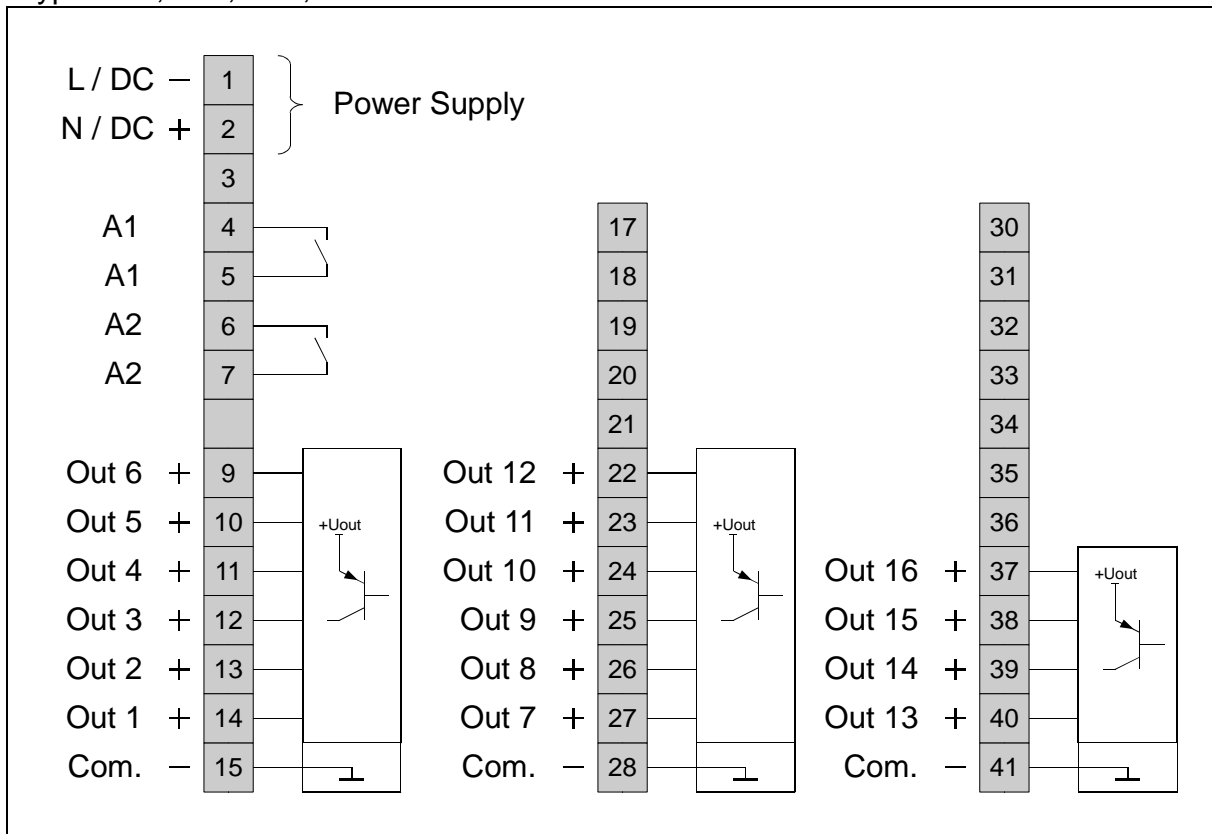 L / DC − 1
N / DC + 2
Power Supply
3
A1 4
A1 5
A2 6
A2 7
Out 6 + 9
Out 5 + 10
Out 4 + 11
Out 3 + 12
Out 2 + 13
Out 1 + 14
Com. − 15
+Uout
17
18
19
20
21
Out 12 + 22
Out 11 + 23
Out 10 + 24
Out 9 + 25
Out 8 + 26
Out 7 + 27
Com. − 28
+Uout
30
31
32
33
34
35
36
Out 16 + 37
Out 15 + 38
Out 14 + 39
Out 13 + 40
Com. − 41
+Uout